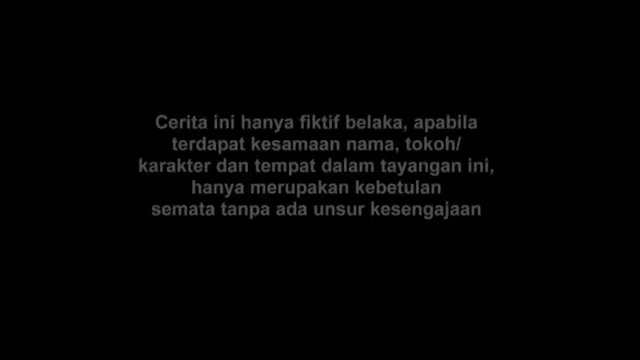 Cerita ini hanya fiktif belaka, apabila
terdapat kesamaan nama, tokoh/
karakter dan tempat dalam tayangan ini,
hanya merupakan kebetulan
semata tanpa ada unsur kesengajaan